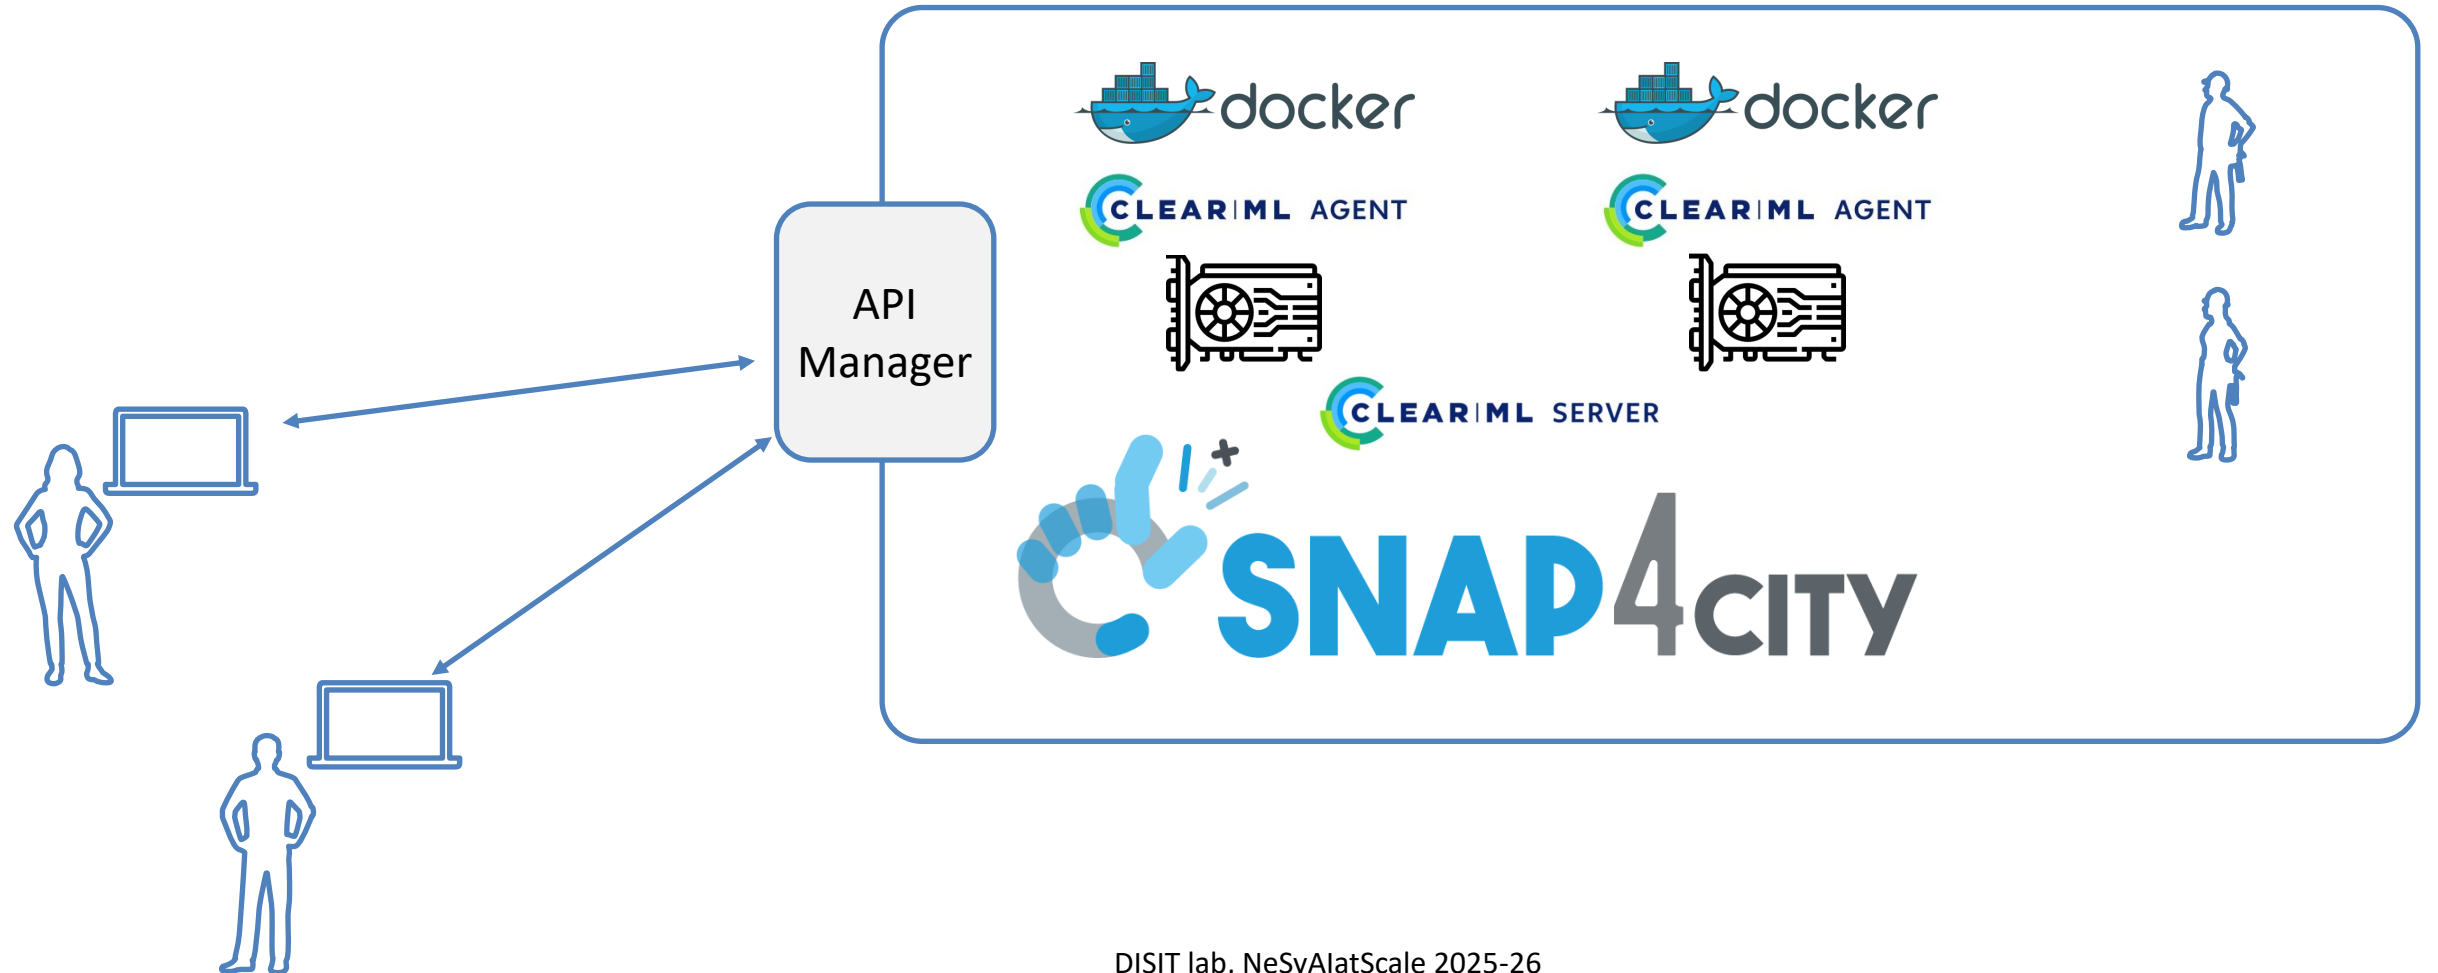 docker
docker
CLEAR|ML AGENT
CLEAR|ML AGENT
API
Manager
CLEAR|ML SERVER
SNAP4CITY
DISIT lab, NeSyAIatScale 2025-26